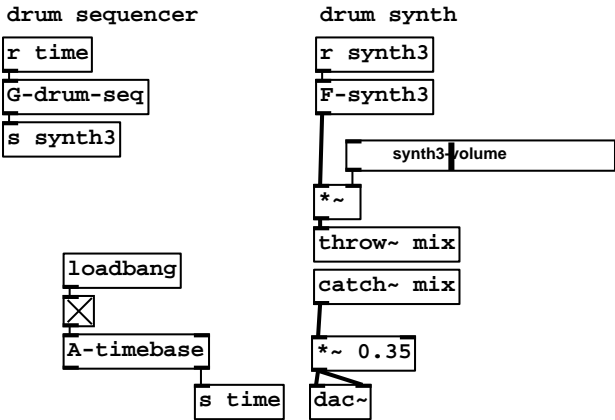 drum sequencer
r time
G-drum-seq
s synth3
drum synth
r synth3
F-synth3
synth3-volume
*~
throw~ mix
catch~ mix
*~ 0.35
dac~
loadbang
A-timebase
s time